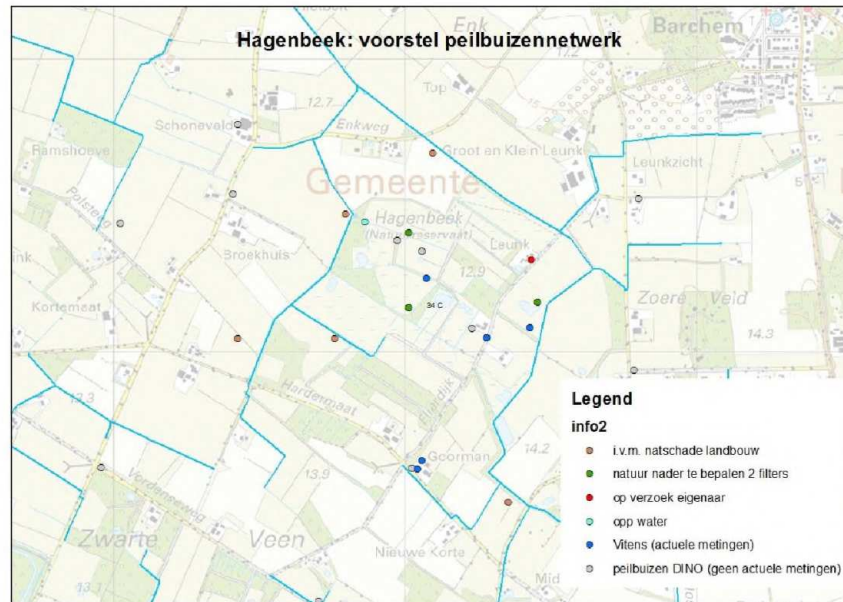 Hagenbeek: voorstel peilbuizennetwerk
Enk
Barchem
Top
12.7
Schoneveld
Enkweg
Groot en Klein Leunk
Ramshoeve
Leunkzicht
Gemeente
Hagenbeek
(Natuurreservaat)
Leunk
Broekhuis
12.9
Kortemaat
34 C
Zoere Veld
14.3
Hardermaat
13.3
Goorman
14.2
13.9
Vordenseweg
Zwarte Veen
Nieuwe Korte
Mid
13.1
Legend
info2
i.v.m. natschade landbouw
natuur nader te bepalen 2 filters
op verzoek eigenaar
opp water
Vitens (actuele metingen)
peilbuizen DINO (geen actuele metingen)